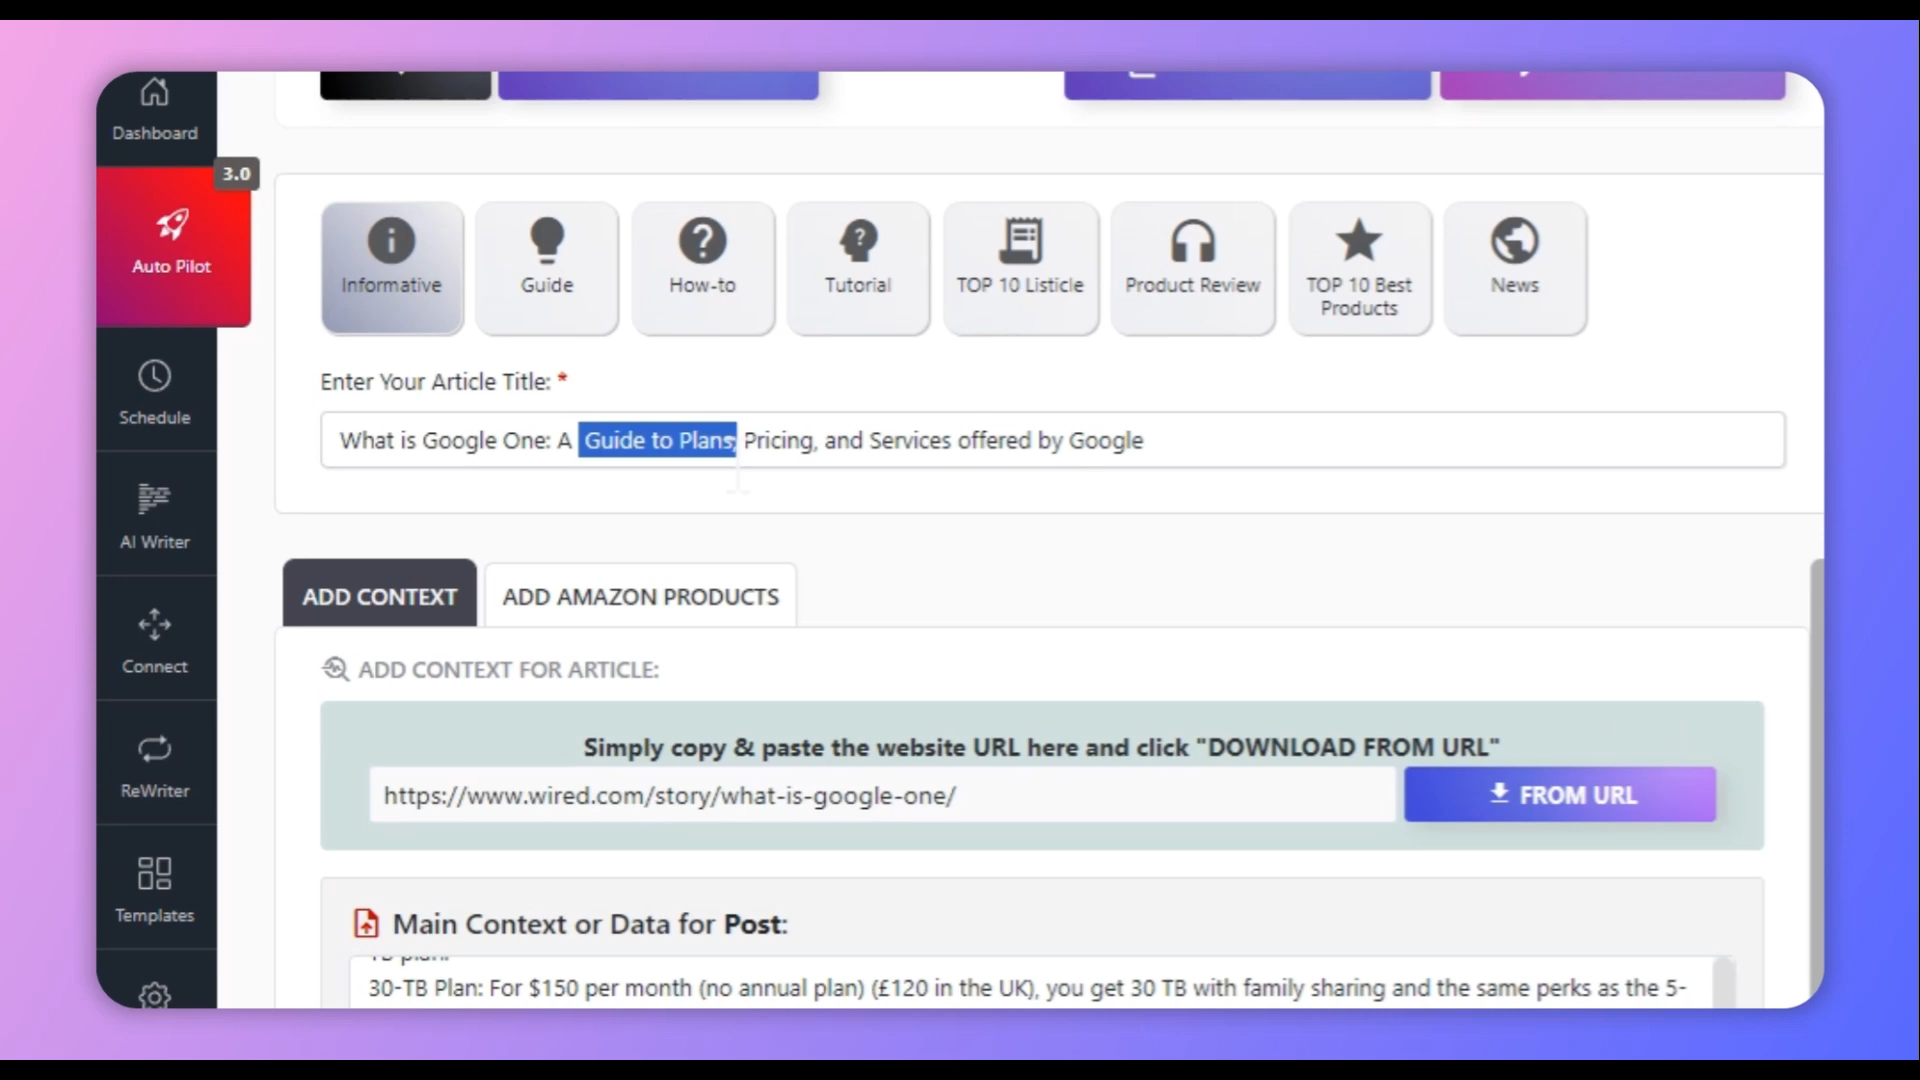 Dashboard
3.0
Auto Pilot
Schedule
AI Writer
Connect
ReWriter
Templates
Informative
Guide
How-to
Tutorial
TOP 10 Listicle
Product Review
TOP 10 Best
Products
News
Enter Your Article Title: *
What is Google One: A Guide to Plans, Pricing, and Services offered by Google
ADD CONTEXT
ADD AMAZON PRODUCTS
ADD CONTEXT FOR ARTICLE:
Simply copy & paste the website URL here and click "DOWNLOAD FROM URL"
https://www.wired.com/story/what-is-google-one/
FROM URL
Main Context or Data for Post:
TB plan.
30-TB Plan: For $150 per month (no annual plan) (£120 in the UK), you get 30 TB with family sharing and the same perks as the 5-